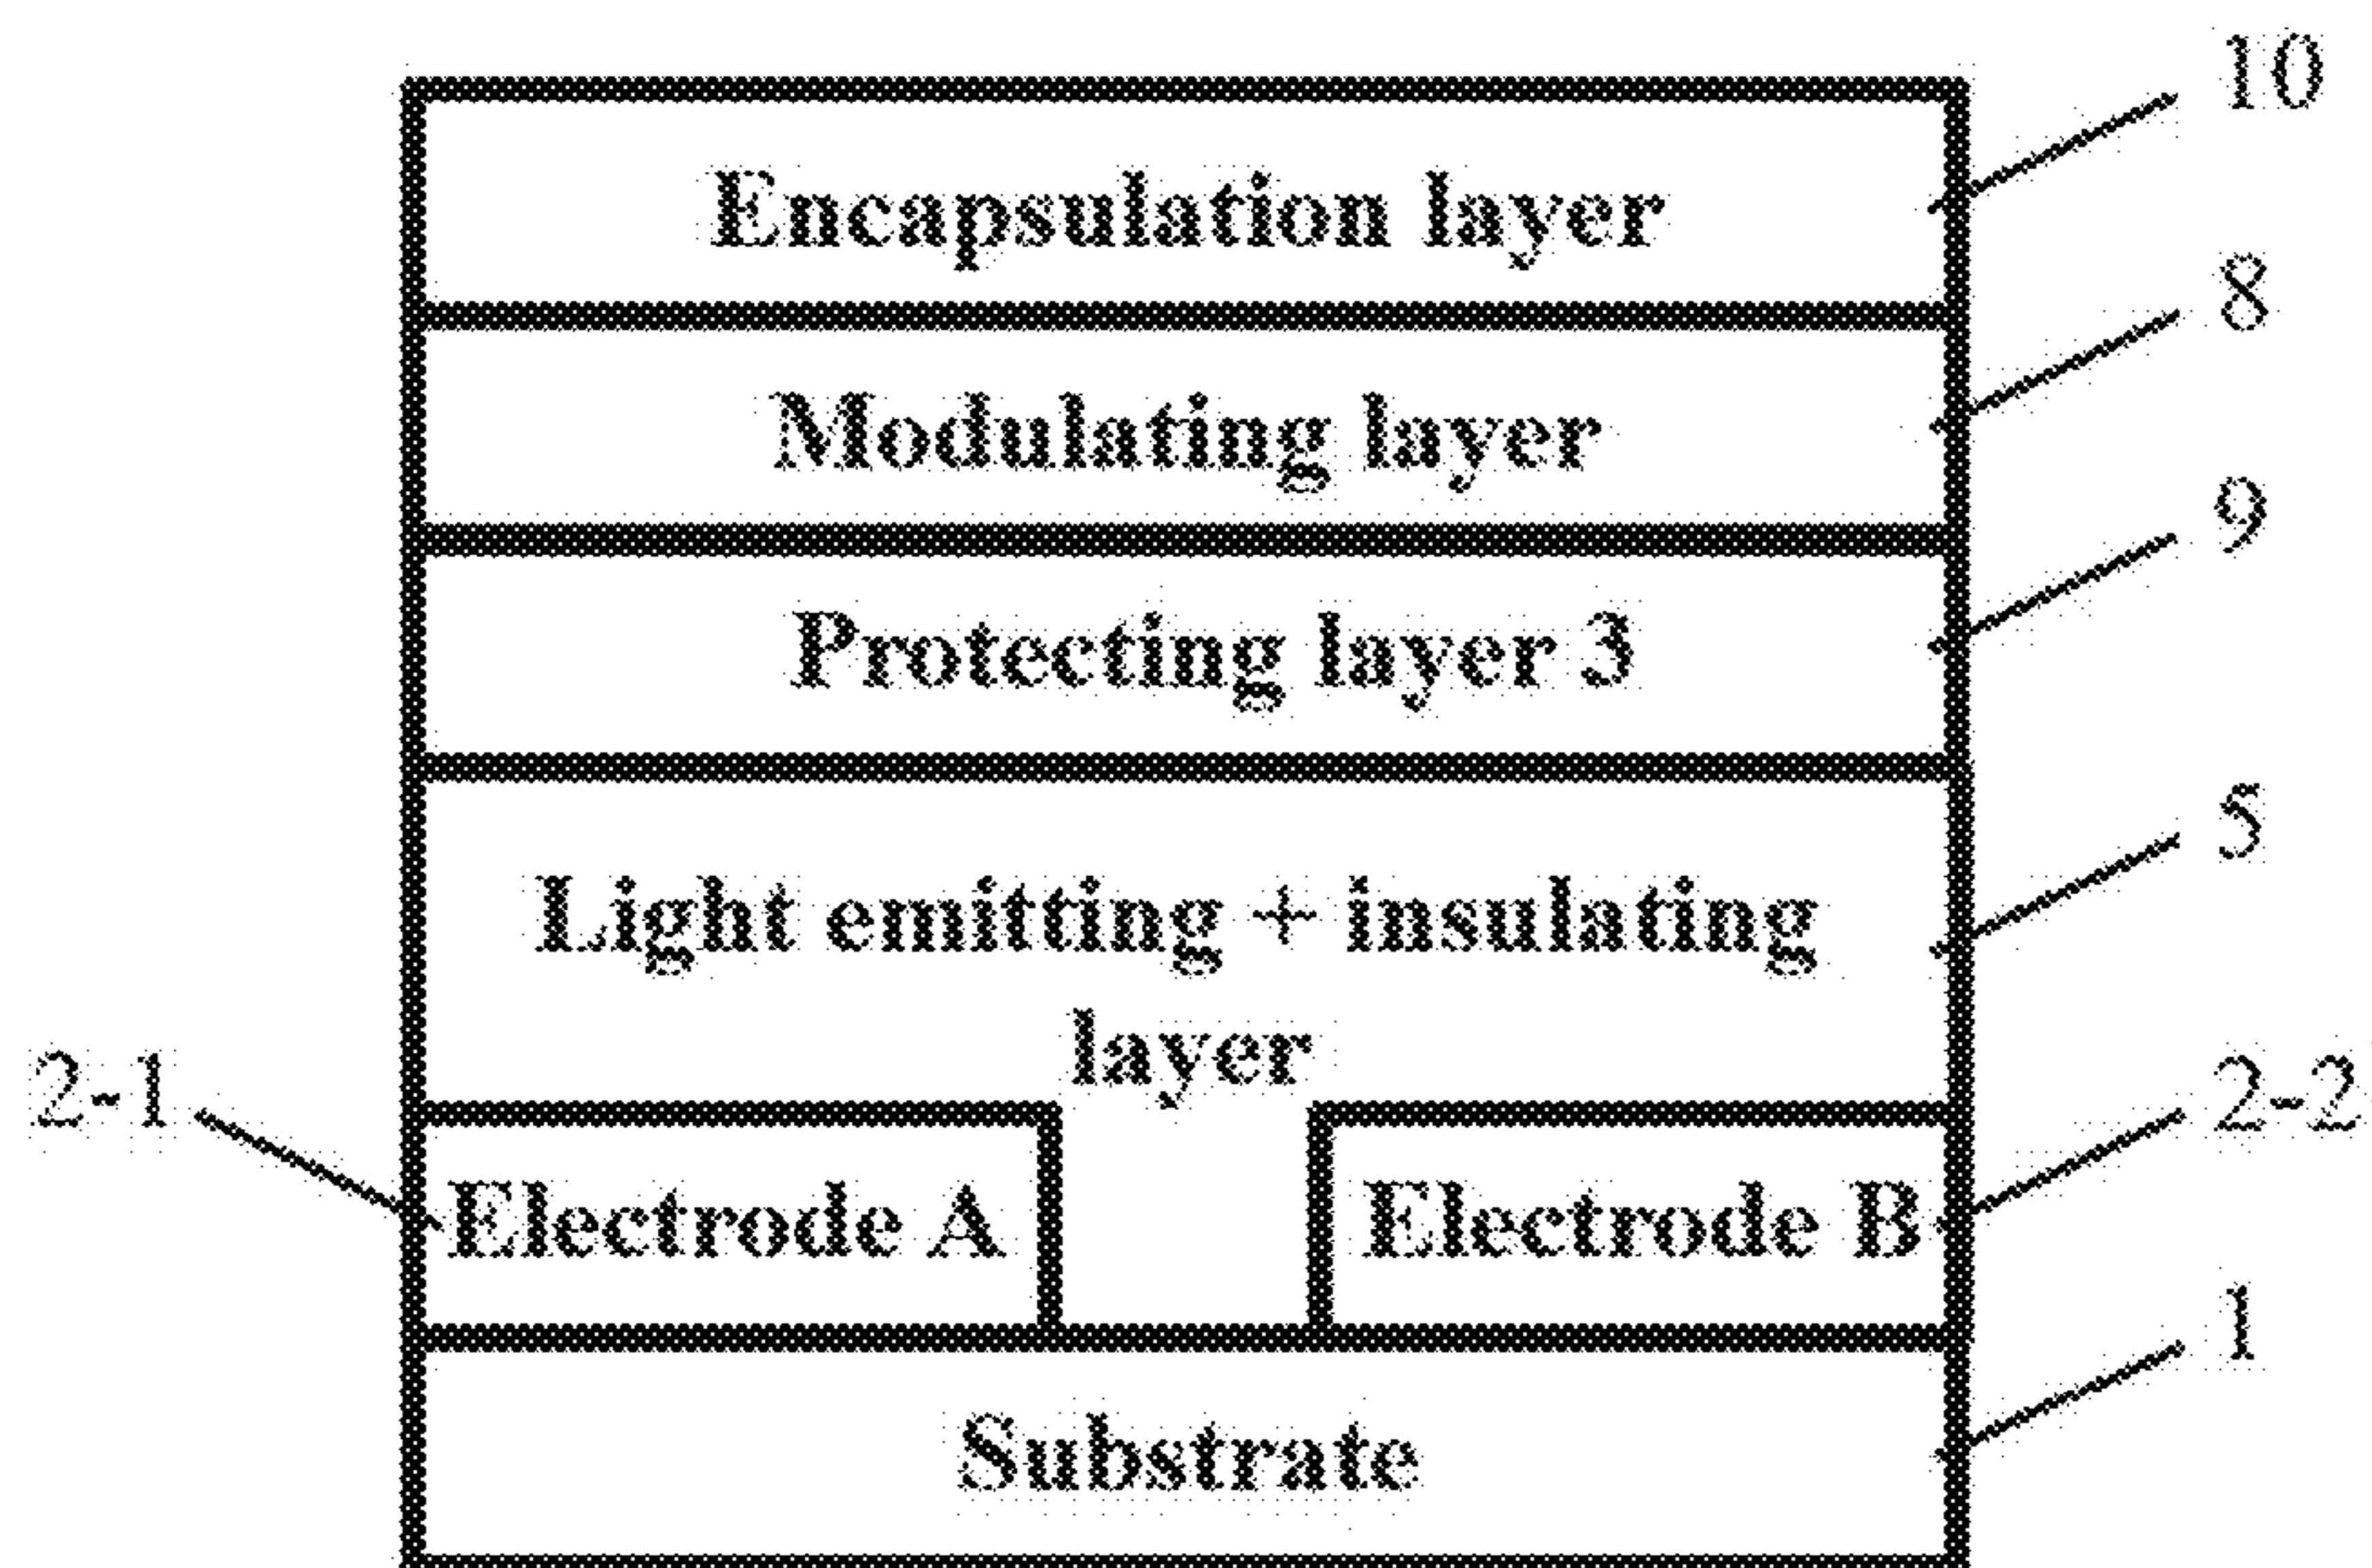 10
Encapsulation layer
8
Modulating layer
9
Protecting layer 3
5
Light emitting + insulating
layer
2-1
2-2
Electrode A
Electrode B
1
Substrate